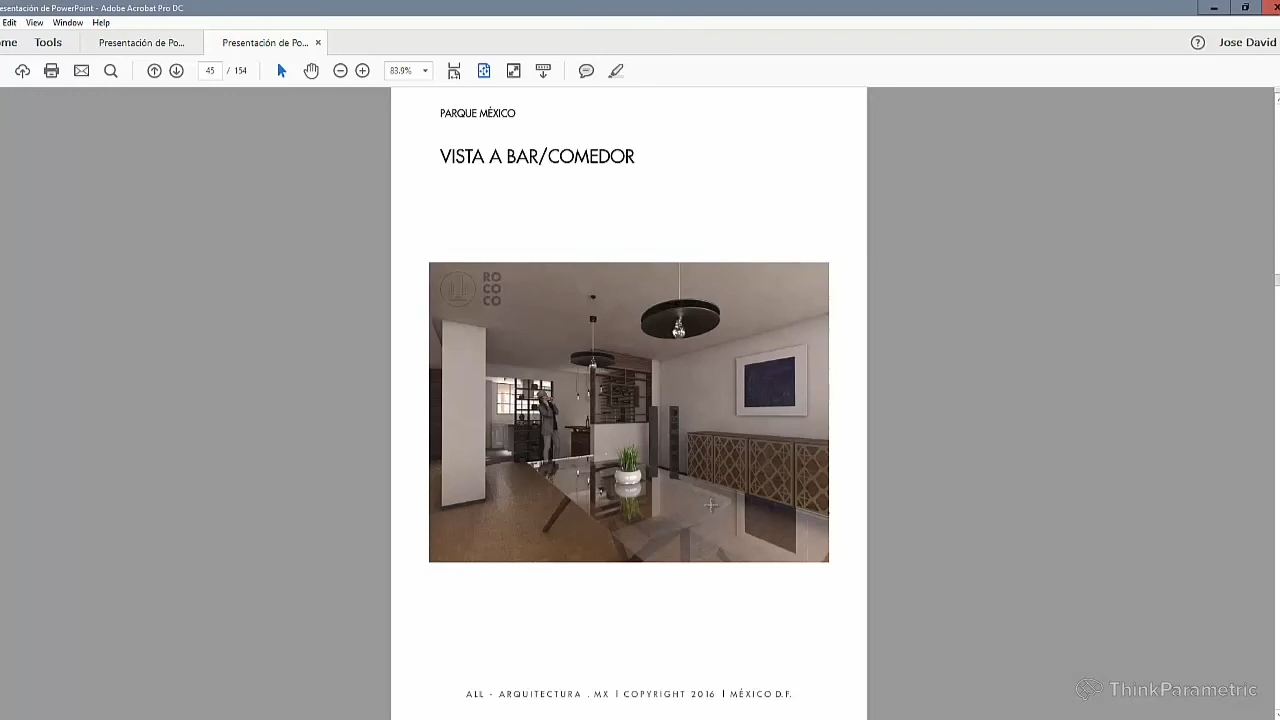 esentación de PowerPoint - Adobe Acrobat Pro DC
Edit View Window Help
ome Tools Presentación de Po... Presentación de Po... × Jose David
45 / 154 83.9%
PARQUE MÉXICO
VISTA A BAR/COMEDOR
RO
CO
CO
ALL - ARQUITECTURA . MX | COPYRIGHT 2016 | MÉXICO D.F.
ThinkParametric